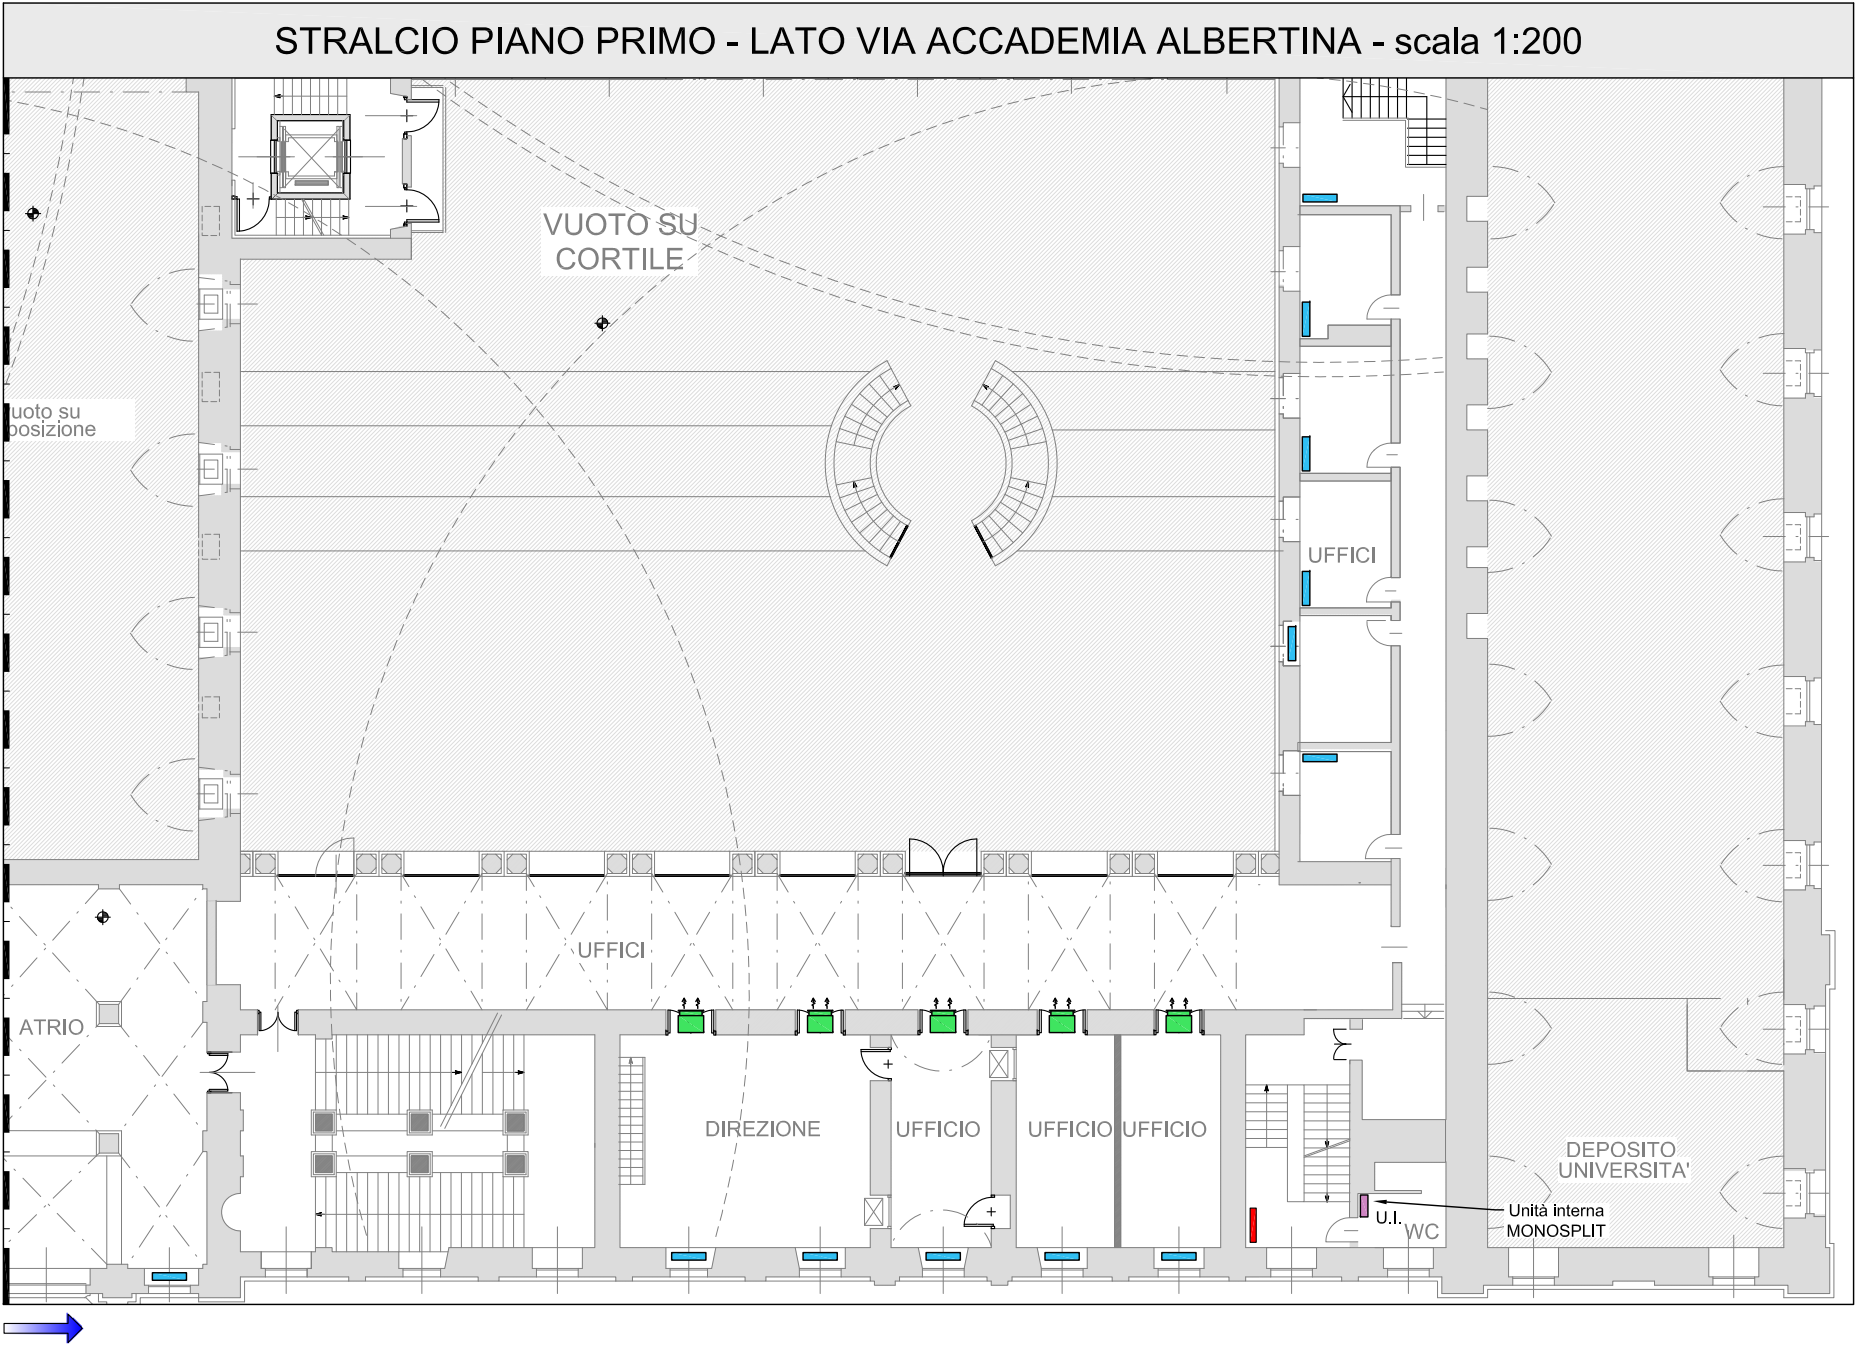 STRALCIO PIANO PRIMO - LATO VIA ACCADEMIA ALBERTINA - scala 1:200
VUOTO SU
CORTILE
uoto su
posizione
UFFICI
UFFICI
ATRIO
DIREZIONE
UFFICIO
UFFICIO
UFFICIO
DEPOSITO
UNIVERSITA'
Unità interna
MONOSPLIT
U.I.
WC